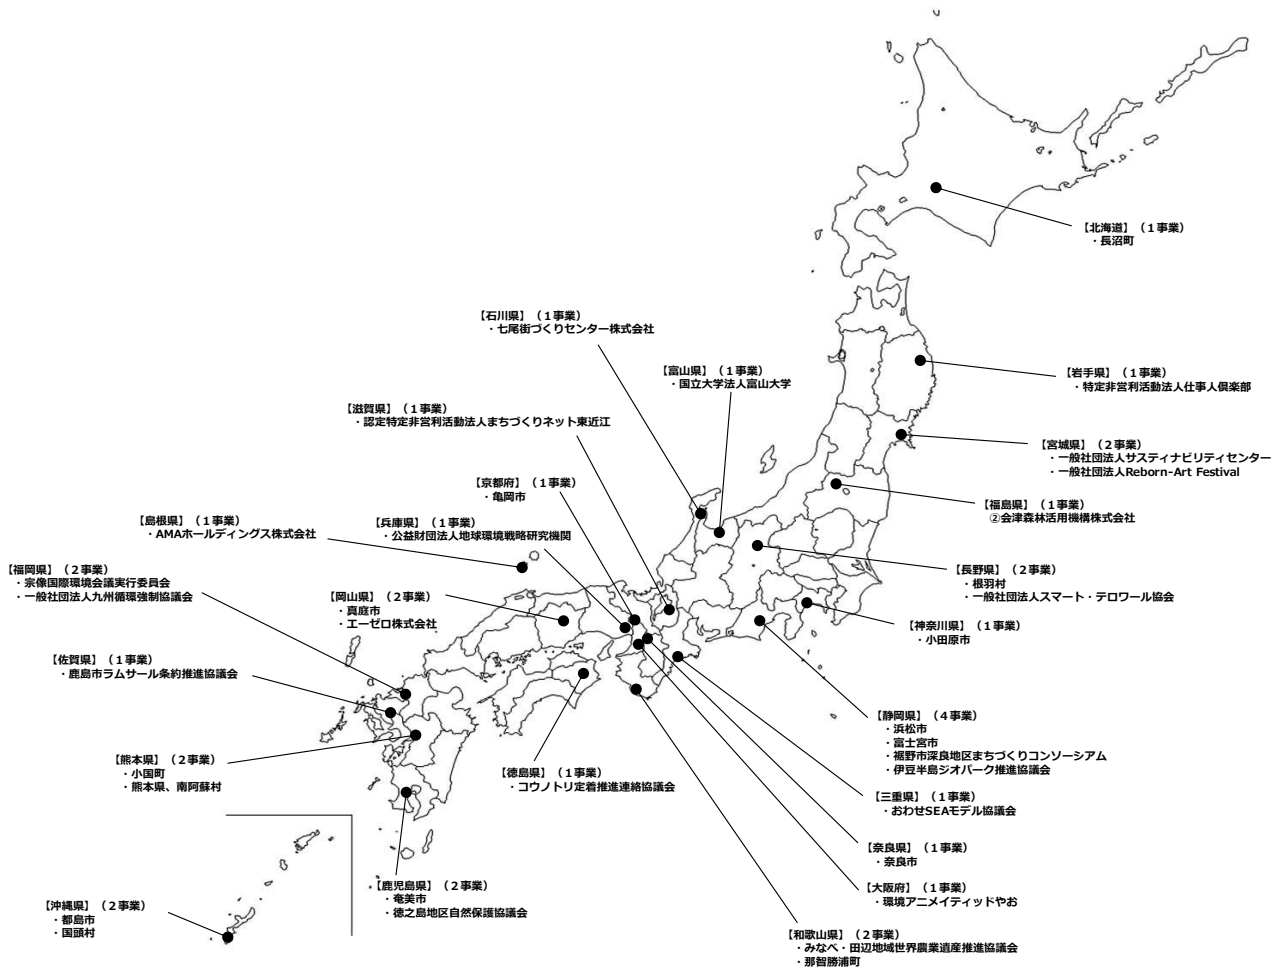 【北海道】（１事業）
・長沼町
【石川県】（１事業）
・七尾街づくりセンター株式会社
【富山県】（１事業）
・国立大学法人富山大学
【岩手県】（１事業）
・特定非営利活動法人仕事人倶楽部
【滋賀県】（１事業）
・認定特定非営利活動法人まちづくりネット東近江
【宮城県】（２事業）
・一般社団法人サスティナビリティセンター
・一般社団法人Reborn-Art Festival
【京都府】（１事業）
・亀岡市
【福島県】（１事業）
②会津森林活用機構株式会社
【島根県】（１事業）
・AMAホールディングス株式会社
【兵庫県】（１事業）
・公益財団法人地球環境戦略研究機関
【福岡県】（２事業）
・宗像国際環境会議実行委員会
・一般社団法人九州循環強制協議会
【長野県】（２事業）
・根羽村
・一般社団法人スマート・テロワール協会
【岡山県】（２事業）
・真庭市
・エーゼロ株式会社
【神奈川県】（１事業）
・小田原市
【佐賀県】（１事業）
・鹿島市ラムサール条約推進協議会
【静岡県】（４事業）
・浜松市
・富士宮市
・裾野市深良地区まちづくりコンソーシアム
・伊豆半島ジオパーク推進協議会
【熊本県】（２事業）
・小国町
・熊本県、南阿蘇村
【徳島県】（１事業）
・コウノトリ定着推進連絡協議会
【三重県】（１事業）
・おわせSEAモデル協議会
【奈良県】（１事業）
・奈良市
【鹿児島県】（２事業）
・奄美市
・徳之島地区自然保護協議会
【大阪府】（１事業）
・環境アニメイティッドやお
【沖縄県】（２事業）
・都島市
・国頭村
【和歌山県】（２事業）
・みなべ・田辺地域世界農業遺産推進協議会
・那智勝浦町